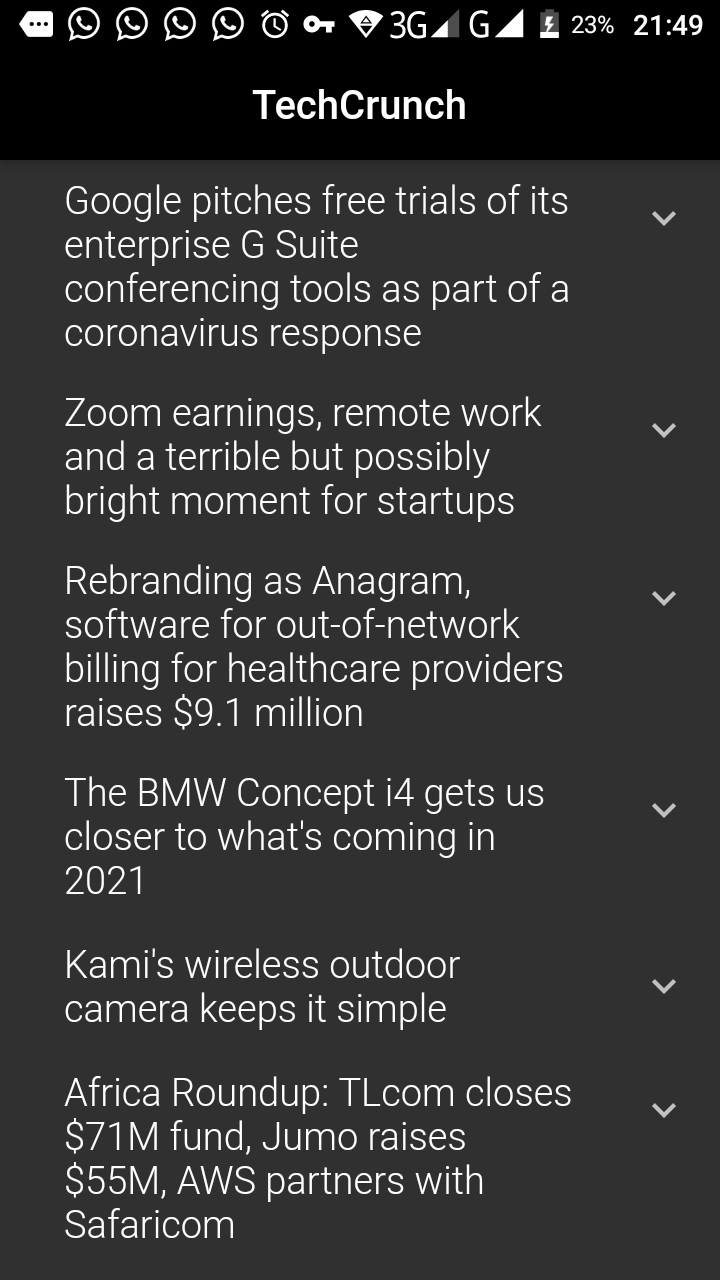 3G G 23% 21:49
TechCrunch
Google pitches free trials of its
enterprise G Suite
conferencing tools as part of a
coronavirus response
Zoom earnings, remote work
and a terrible but possibly
bright moment for startups
Rebranding as Anagram,
software for out-of-network
billing for healthcare providers
raises $9.1 million
The BMW Concept i4 gets us
closer to what's coming in
2021
Kami's wireless outdoor
camera keeps it simple
Africa Roundup: TLcom closes
$71M fund, Jumo raises
$55M, AWS partners with
Safaricom